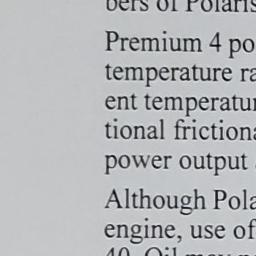 bers of Polaris
Premium 4 po
temperature ra
ent temperatur
tional friction
power output
Although Pola
engine, use of
40. Oil may